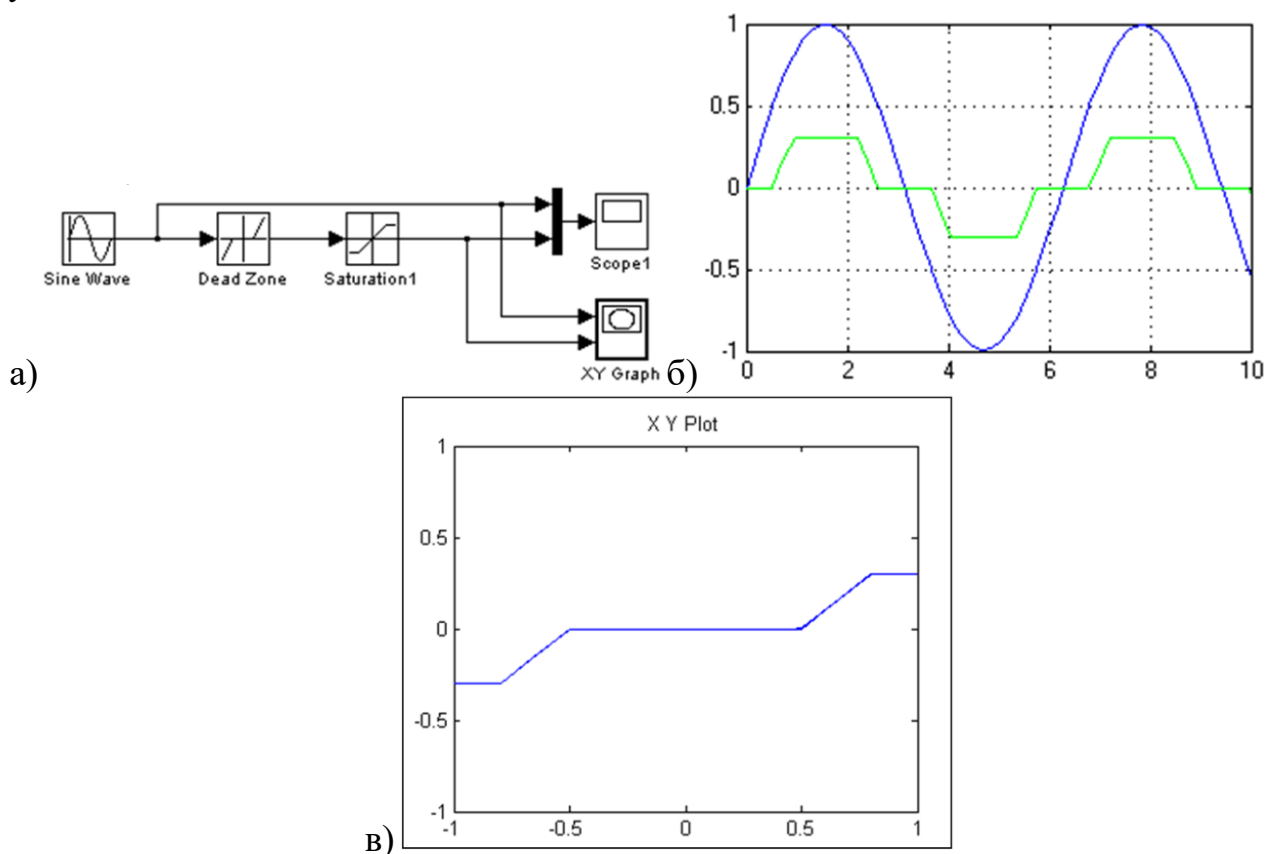 Sine Wave
Dead Zone
Saturation1
Scope1
XY Graph
а)
1
0.5
0
-0.5
-1
0 2 4 6 8 10
б)
X Y Plot
1
0.5
0
-0.5
-1
-1 -0.5 0 0.5 1
в)